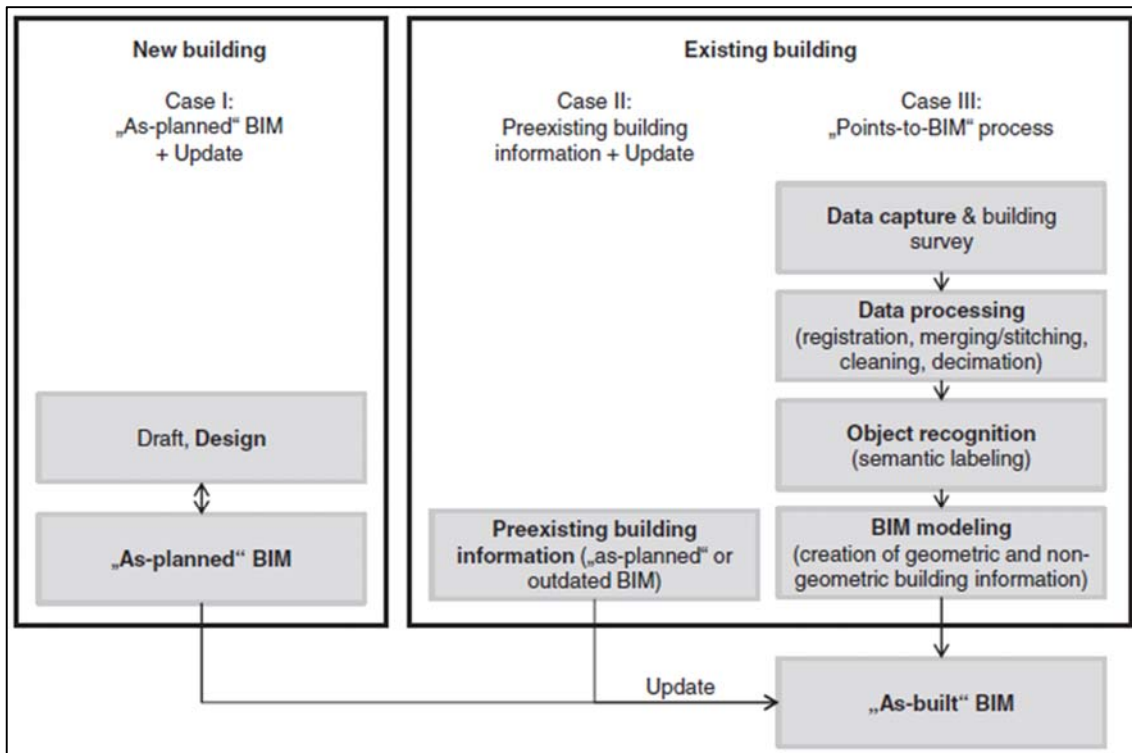 New building
Case I:
„As-planned“ BIM
+ Update
Draft, Design
„As-planned“ BIM
Existing building
Case II:
Preexisting building
information + Update
Preexisting building
information („as-planned“ or
outdated BIM)
Case III:
„Points-to-BIM“ process
Data capture & building
survey
Data processing
(registration, merging/stitching,
cleaning, decimation)
Object recognition
(semantic labeling)
BIM modeling
(creation of geometric and non-
geometric building information)
Update
„As-built“ BIM